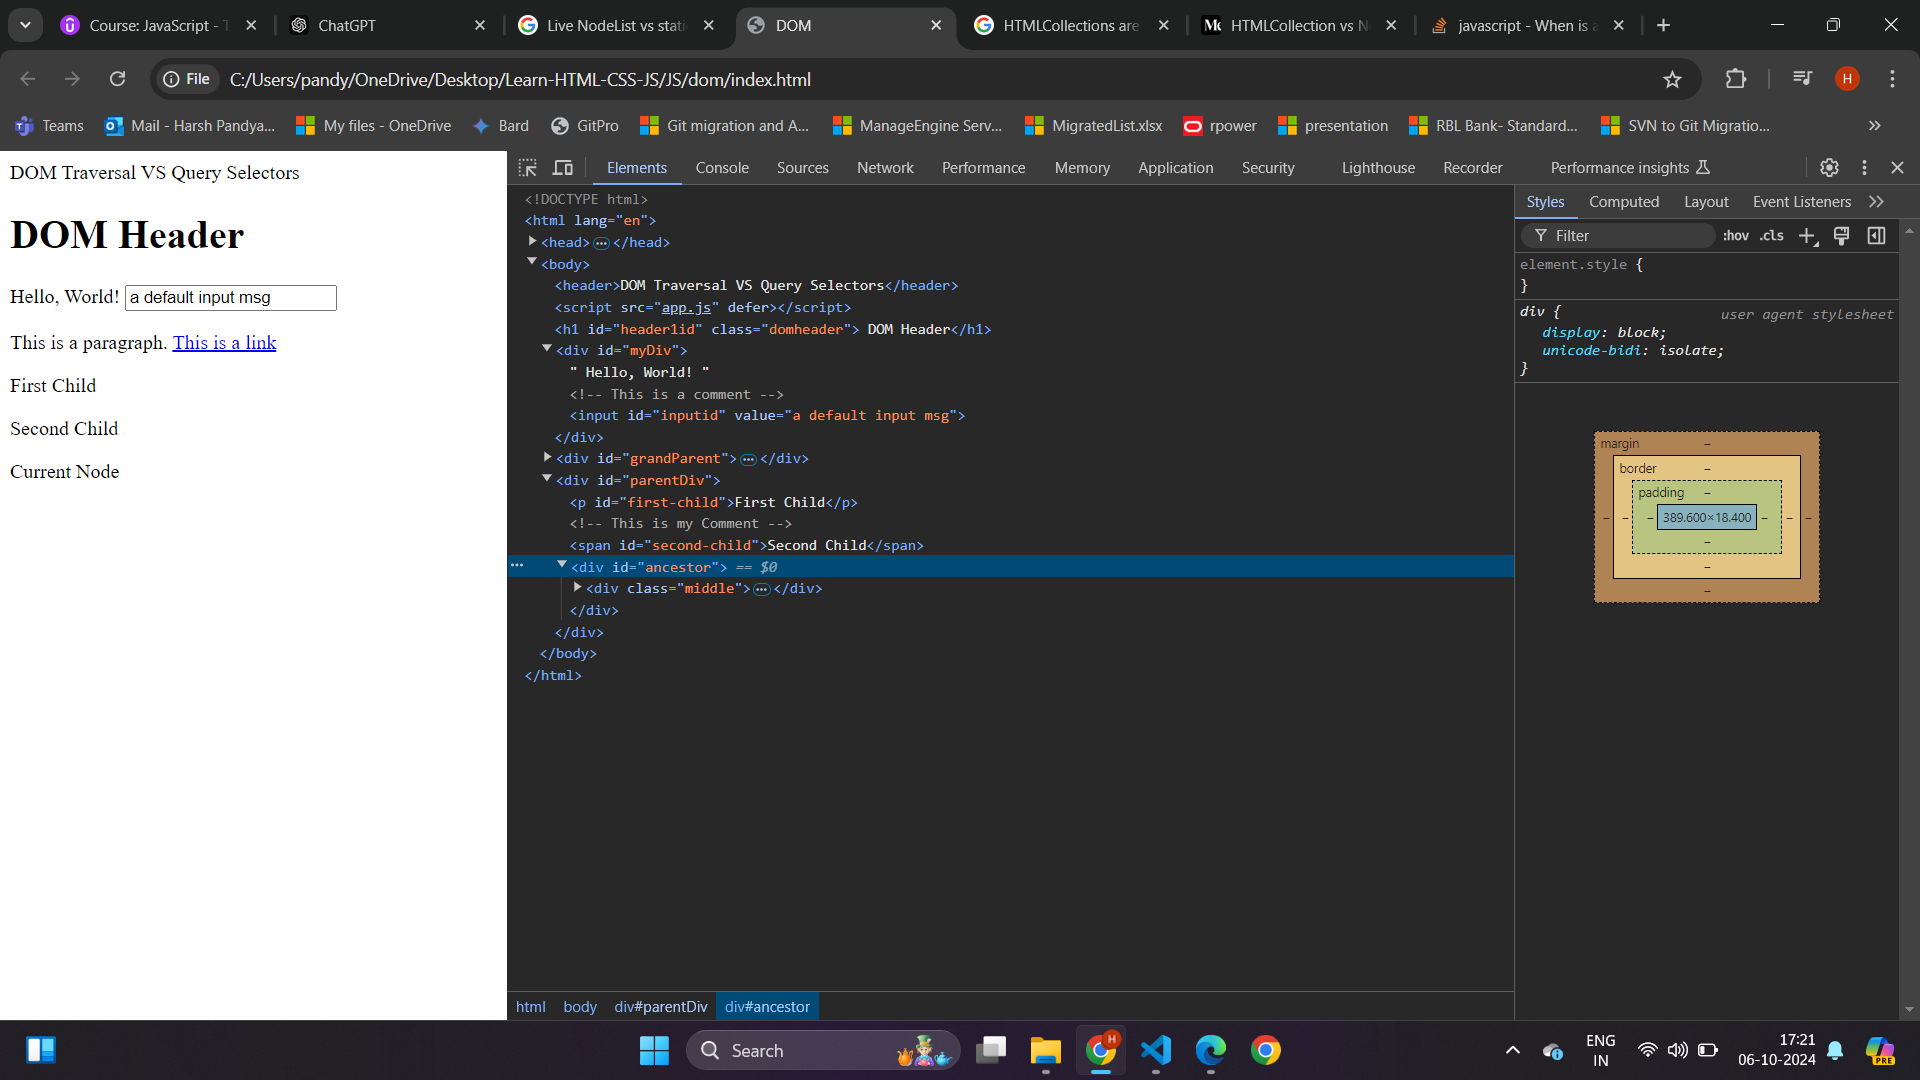 Course: JavaScript - T
ChatGPT
Live NodeList vs stati
DOM
HTMLCollections are
HTMLCollection vs N
javascript - When is a
File
C:/Users/pandy/OneDrive/Desktop/Learn-HTML-CSS-JS/JS/dom/index.html
H
Teams
Mail - Harsh Pandya...
My files - OneDrive
Bard
GitPro
Git migration and A...
ManageEngine Serv...
MigratedList.xlsx
rpower
presentation
RBL Bank- Standard...
SVN to Git Migratio...
DOM Traversal VS Query Selectors
DOM Header
Hello, World! a default input msg
This is a paragraph. This is a link
First Child
Second Child
Current Node
Elements Console Sources Network Performance Memory Application Security Lighthouse Recorder Performance insights
<!DOCTYPE html>
<html lang="en">
<head> ••• </head>
<body>
<header>DOM Traversal VS Query Selectors</header>
<script src="app.js" defer></script>
<h1 id="header1id" class="domheader"> DOM Header</h1>
<div id="myDiv">
" Hello, World! "
<!-- This is a comment -->
<input id="inputid" value="a default input msg">
</div>
<div id="grandParent"> ••• </div>
<div id="parentDiv">
<p id="first-child">First Child</p>
<!-- This is my Comment -->
<span id="second-child">Second Child</span>
<div id="ancestor"> == $0
<div class="middle"> ••• </div>
</div>
</div>
</body>
</html>
html body div#parentDiv div#ancestor
Styles Computed Layout Event Listeners
Filter :hov .cls
element.style {
}
div { user agent stylesheet
display: block;
unicode-bidi: isolate;
}
margin –
border –
padding –
– – – 389.600×18.400 – – –
–
–
–
Search
H
ENG
IN
17:21
06-10-2024
PRE